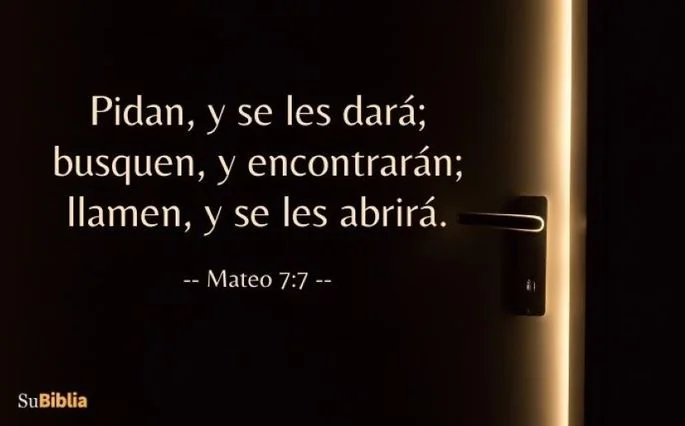 Pidan, y se les dará;
busquen, y encontrarán;
llamen, y se les abrirá.
-- Mateo 7:7 --
SuBiblia